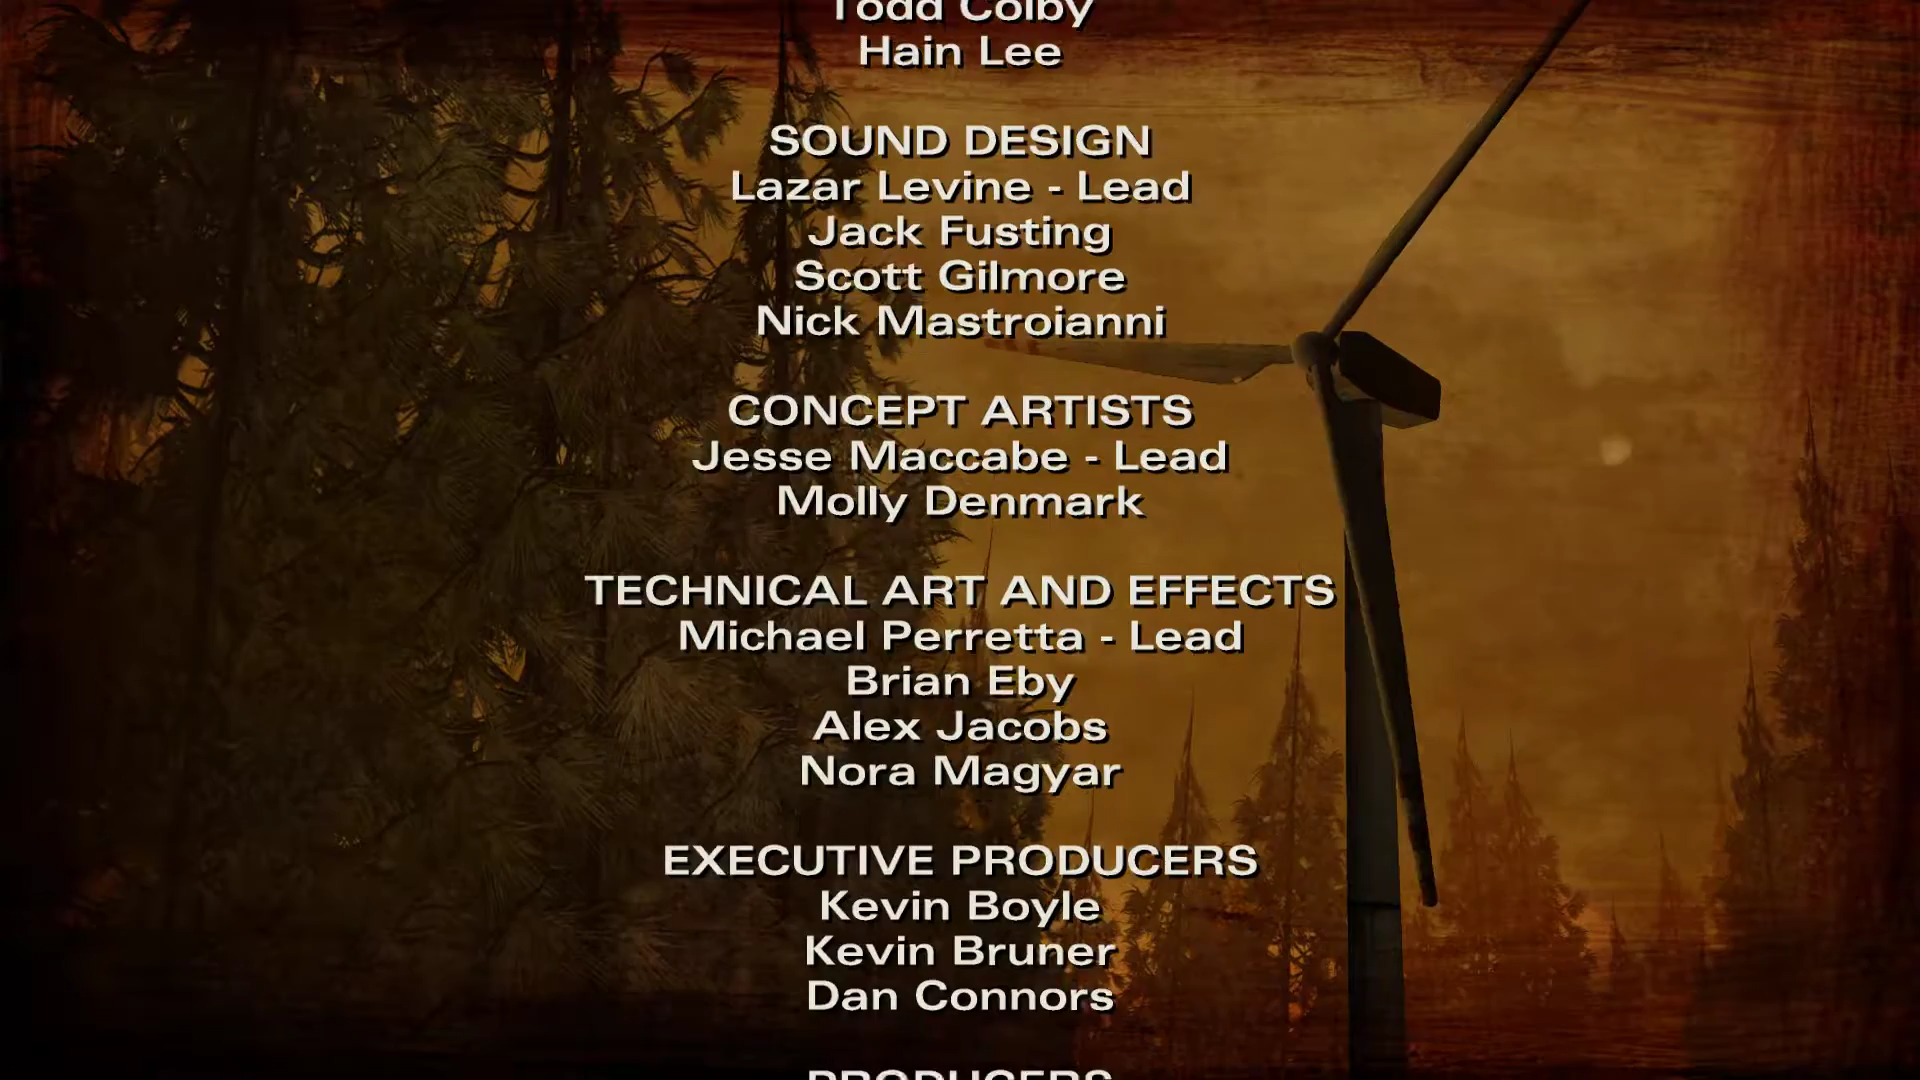 Todd Colby
Hain Lee
SOUND DESIGN
Lazar Levine - Lead
Jack Fusting
Scott Gilmore
Nick Mastroianni
CONCEPT ARTISTS
Jesse Maccabe - Lead
Molly Denmark
TECHNICAL ART AND EFFECTS
Michael Perretta - Lead
Brian Eby
Alex Jacobs
Nora Magyar
EXECUTIVE PRODUCERS
Kevin Boyle
Kevin Bruner
Dan Connors
PRODUCERS